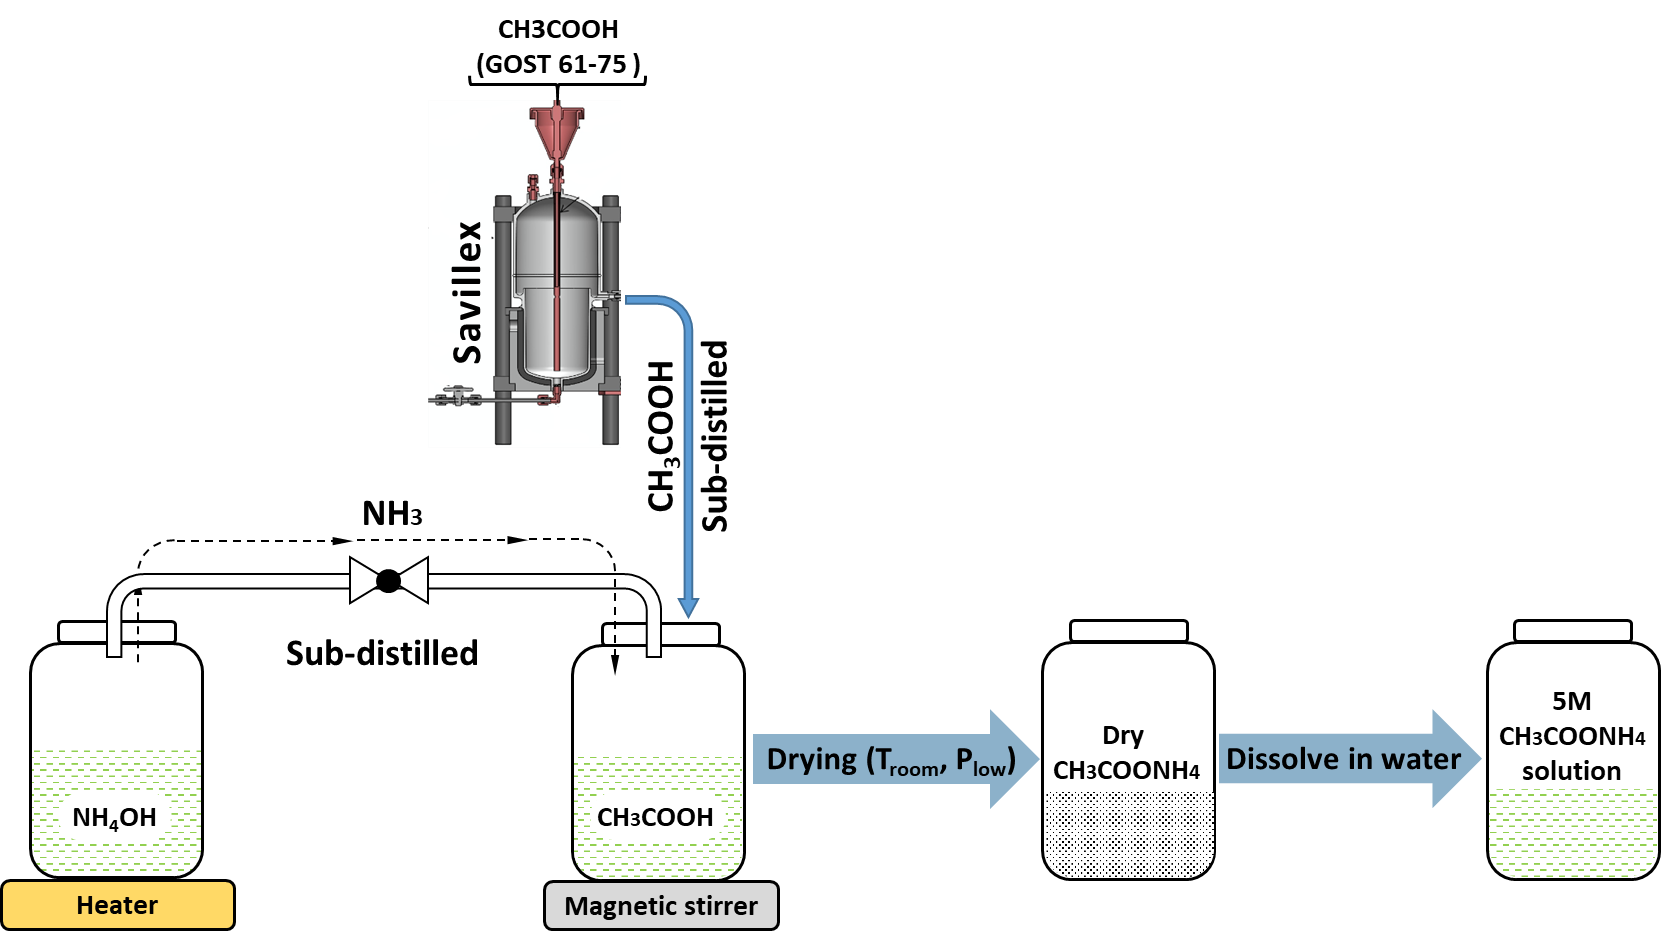 CH3COOH
(GOST 61-75 )
Savillex
CH₃COOH
Sub-distilled
NH₃
Sub-distilled
NH₄OH
Heater
CH₃COOH
Magnetic stirrer
Drying (Tᵣₒₒₘ, Pₗₒw)
Dry
CH₃COONH₄
Dissolve in water
5M
CH₃COONH₄
solution